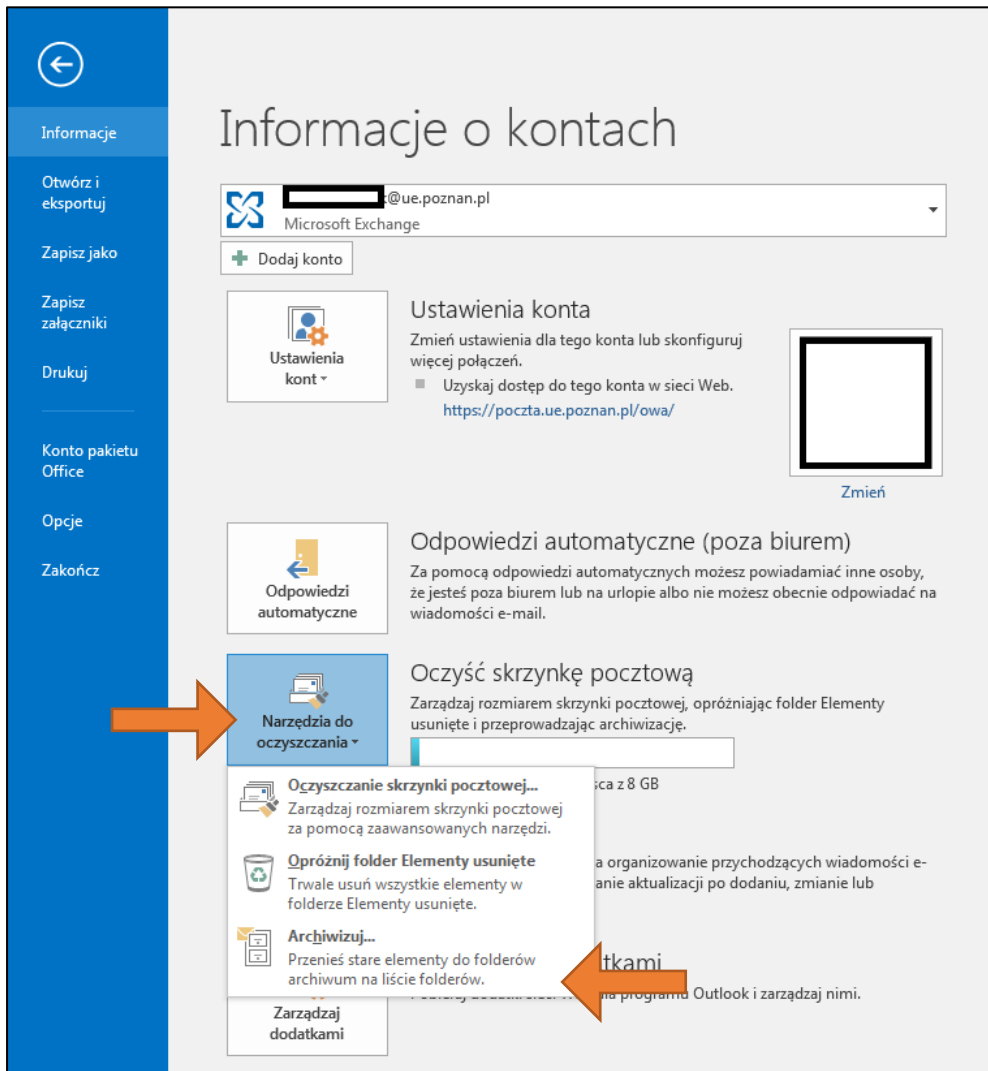 Informacje
Otwórz i
eksportuj
Zapisz jako
Zapisz
załączniki
Drukuj
Konto pakietu
Office
Opcje
Zakończ
Informacje o kontach
@ue.poznan.pl
Microsoft Exchange
Dodaj konto
Ustawienia
kont
Ustawienia konta
Zmień ustawienia dla tego konta lub skonfiguruj
więcej połączeń.
Uzyskaj dostęp do tego konta w sieci Web.
https://poczta.ue.poznan.pl/owa/
Zmień
Odpowiedzi
automatyczne
Odpowiedzi automatyczne (poza biurem)
Za pomocą odpowiedzi automatycznych możesz powiadamiać inne osoby,
że jesteś poza biurem lub na urlopie albo nie możesz obecnie odpowiadać na
wiadomości e-mail.
Narzędzia do
oczyszczania
Oczyść skrzynkę pocztową
Zarządzaj rozmiarem skrzynki pocztowej, opróżniając folder Elementy
usunięte i przeprowadzając archiwizację.
z 8 GB
Oczyszczanie skrzynki pocztowej...
Zarządzaj rozmiarem skrzynki pocztowej
za pomocą zaawansowanych narzędzi.
Opróżnij folder Elementy usunięte
Trwale usuń wszystkie elementy w
folderze Elementy usunięte.
Archiwizuj...
Przenieś stare elementy do folderów
archiwum na liście folderów.
a organizowanie przychodzących wiadomości e-
anie aktualizacji po dodaniu, zmianie lub
tkami
programu Outlook i zarządzaj nimi.
Zarządzaj
dodatkami